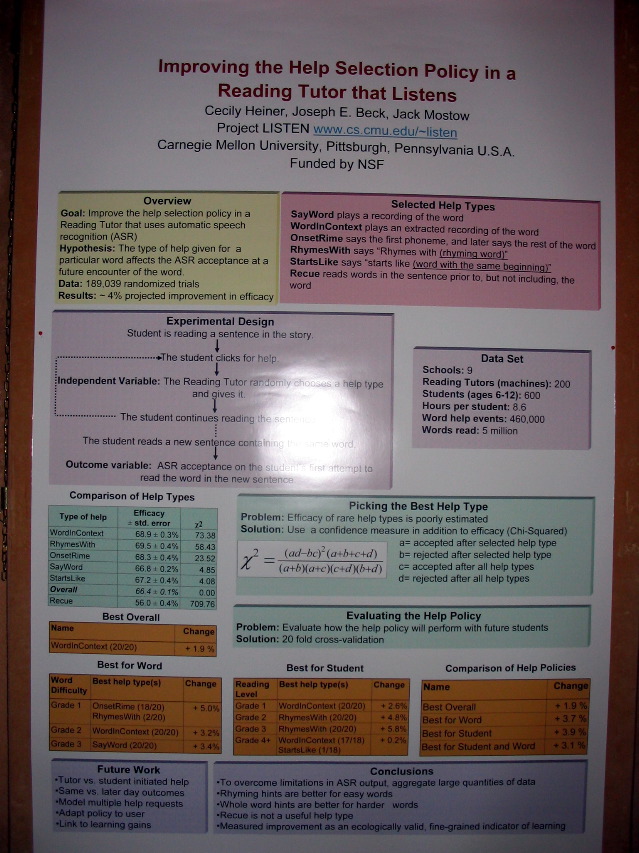 Improving the Help Selection Policy in a
Reading Tutor that Listens
Cecily Heiner, Joseph E. Beck, Jack Mostow
Project LISTEN www.cs.cmu.edu/~listen
Carnegie Mellon University, Pittsburgh, Pennsylvania U.S.A.
Funded by NSF
Overview
Goal: Improve the help selection policy in a
Reading Tutor that uses automatic speech
recognition (ASR)
Hypothesis: The type of help given for a
particular word affects the ASR acceptance at a
future encounter of the word.
Data: 189,039 randomized trials
Results: ~ 4% projected improvement in efficacy
Selected Help Types
SayWord plays a recording of the word
WordInContext plays an extracted recording of the word
OnsetRime says the first phoneme, and later says the rest of the word
RhymesWith says "Rhymes with (rhyming word)"
StartsLike says "starts like (word with the same beginning)"
Recue reads words in the sentence prior to, but not including, the
word
Experimental Design
Student is reading a sentence in the story.
The student clicks for help.
Independent Variable: The Reading Tutor randomly chooses a help type
and gives it.
The student continues reading the sentence.
The student reads a new sentence containing the same word.
Outcome variable: ASR acceptance on the student's first attempt to
read the word in the new sentence
Data Set
Schools: 9
Reading Tutors (machines): 200
Students (ages 6-12): 600
Hours per student: 8.6
Word help events: 460,000
Words read: 5 million
Comparison of Help Types
Type of help Efficacy ± std. error χ2
WordInContext 68.9 ± 0.3% 73.38
RhymesWith 69.5 ± 0.4% 58.43
OnsetRime 68.3 ± 0.4% 23.52
SayWord 66.8 ± 0.2% 4.85
StartsLike 67.2 ± 0.4% 4.08
Overall 66.4 ± 0.1% 0.00
Recue 56.0 ± 0.4% 709.76
Picking the Best Help Type
Problem: Efficacy of rare help types is poorly estimated
Solution: Use a confidence measure in addition to efficacy (Chi-Squared)
χ² = (ad–bc)²(a+b+c+d) / (a+b)(a+c)(c+d)(b+d)
a= accepted after selected help type
b= rejected after selected help type
c= accepted after all help types
d= rejected after all help types
Evaluating the Help Policy
Problem: Evaluate how the help policy will perform with future students
Solution: 20 fold cross-validation
Best Overall
Name Change
WordInContext (20/20) + 1.9 %
Best for Word
Word Difficulty Best help type(s) Change
Grade 1 OnsetRime (18/20) + 5.0%
RhymesWith (2/20)
Grade 2 WordInContext (20/20) + 3.2%
Grade 3 SayWord (20/20) + 3.4%
Best for Student
Reading Level Best help type(s) Change
Grade 1 WordInContext (20/20) + 2.6%
Grade 2 RhymesWith (20/20) + 4.8%
Grade 3 RhymesWith (20/20) + 5.8%
Grade 4+ WordInContext (17/18) + 0.2%
StartsLike (1/18)
Comparison of Help Policies
Name Change
Best Overall + 1.9 %
Best for Word + 3.7 %
Best for Student + 3.9 %
Best for Student and Word + 3.1 %
Future Work
•Tutor vs. student initiated help
•Same vs. later day outcomes
•Model multiple help requests
•Adapt policy to user
•Link to learning gains
Conclusions
•To overcome limitations in ASR output, aggregate large quantities of data
•Rhyming hints are better for easy words
•Whole word hints are better for harder words
•Recue is not a useful help type
•Measured improvement as an ecologically valid, fine-grained indicator of learning